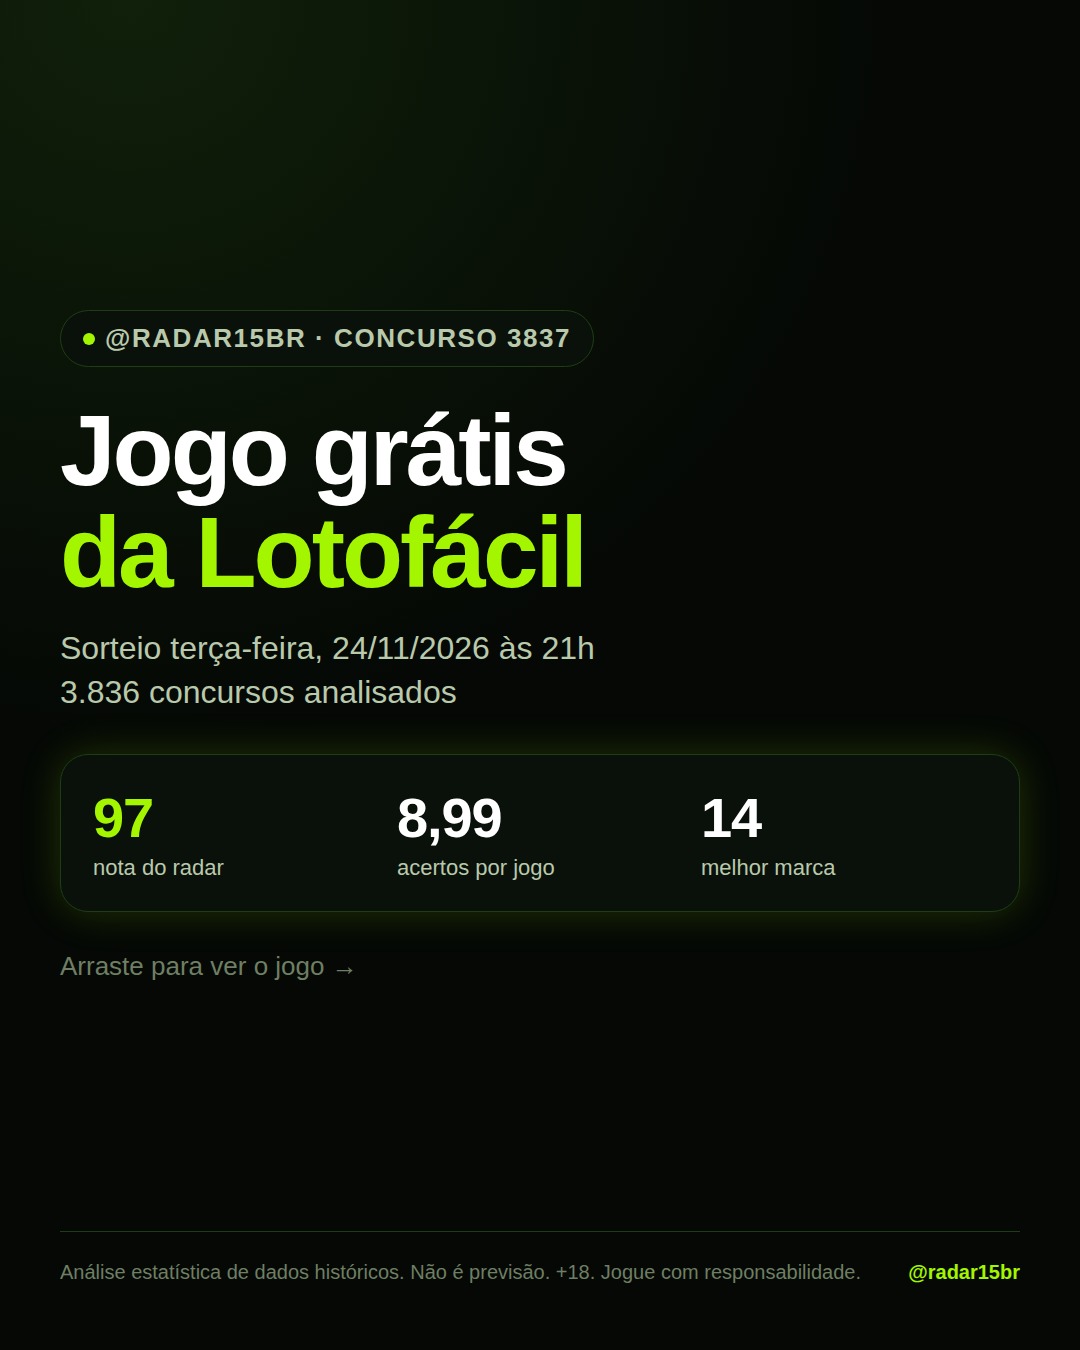 @RADAR15BR · CONCURSO 3837
Jogo grátis
da Lotofácil
Sorteio terça-feira, 24/11/2026 às 21h
3.836 concursos analisados
97
nota do radar
8,99
acertos por jogo
14
melhor marca
Arraste para ver o jogo →
Análise estatística de dados históricos. Não é previsão. +18. Jogue com responsabilidade.
@radar15br